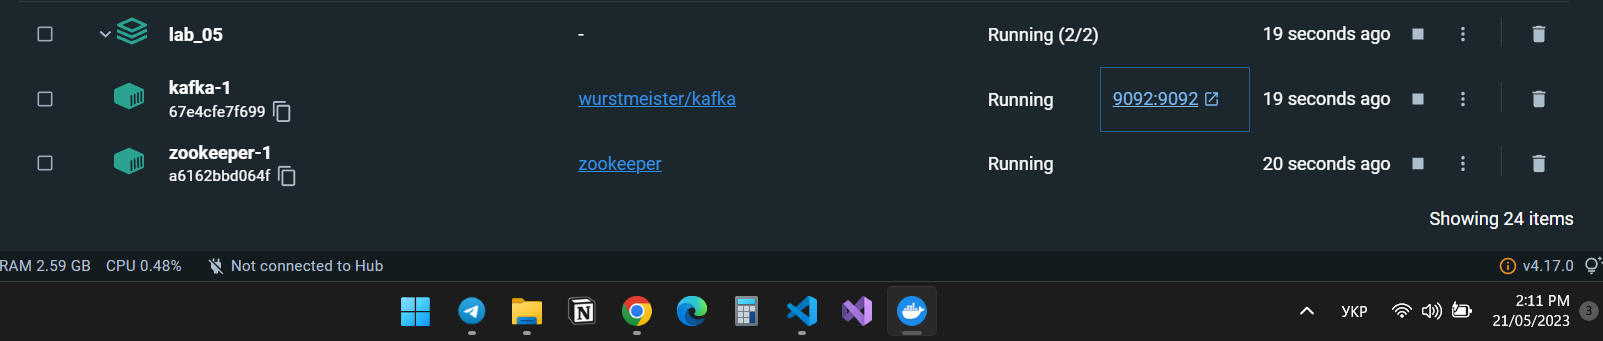 lab_05 - Running (2/2) 19 seconds ago
kafka-1
67e4cfe7f699 wurstmeister/kafka Running 9092:9092 19 seconds ago
zookeeper-1
a6162bbd064f zookeeper Running 20 seconds ago
Showing 24 items
RAM 2.59 GB CPU 0.48% Not connected to Hub v4.17.0
УКР 2:11 PM
21/05/2023 3